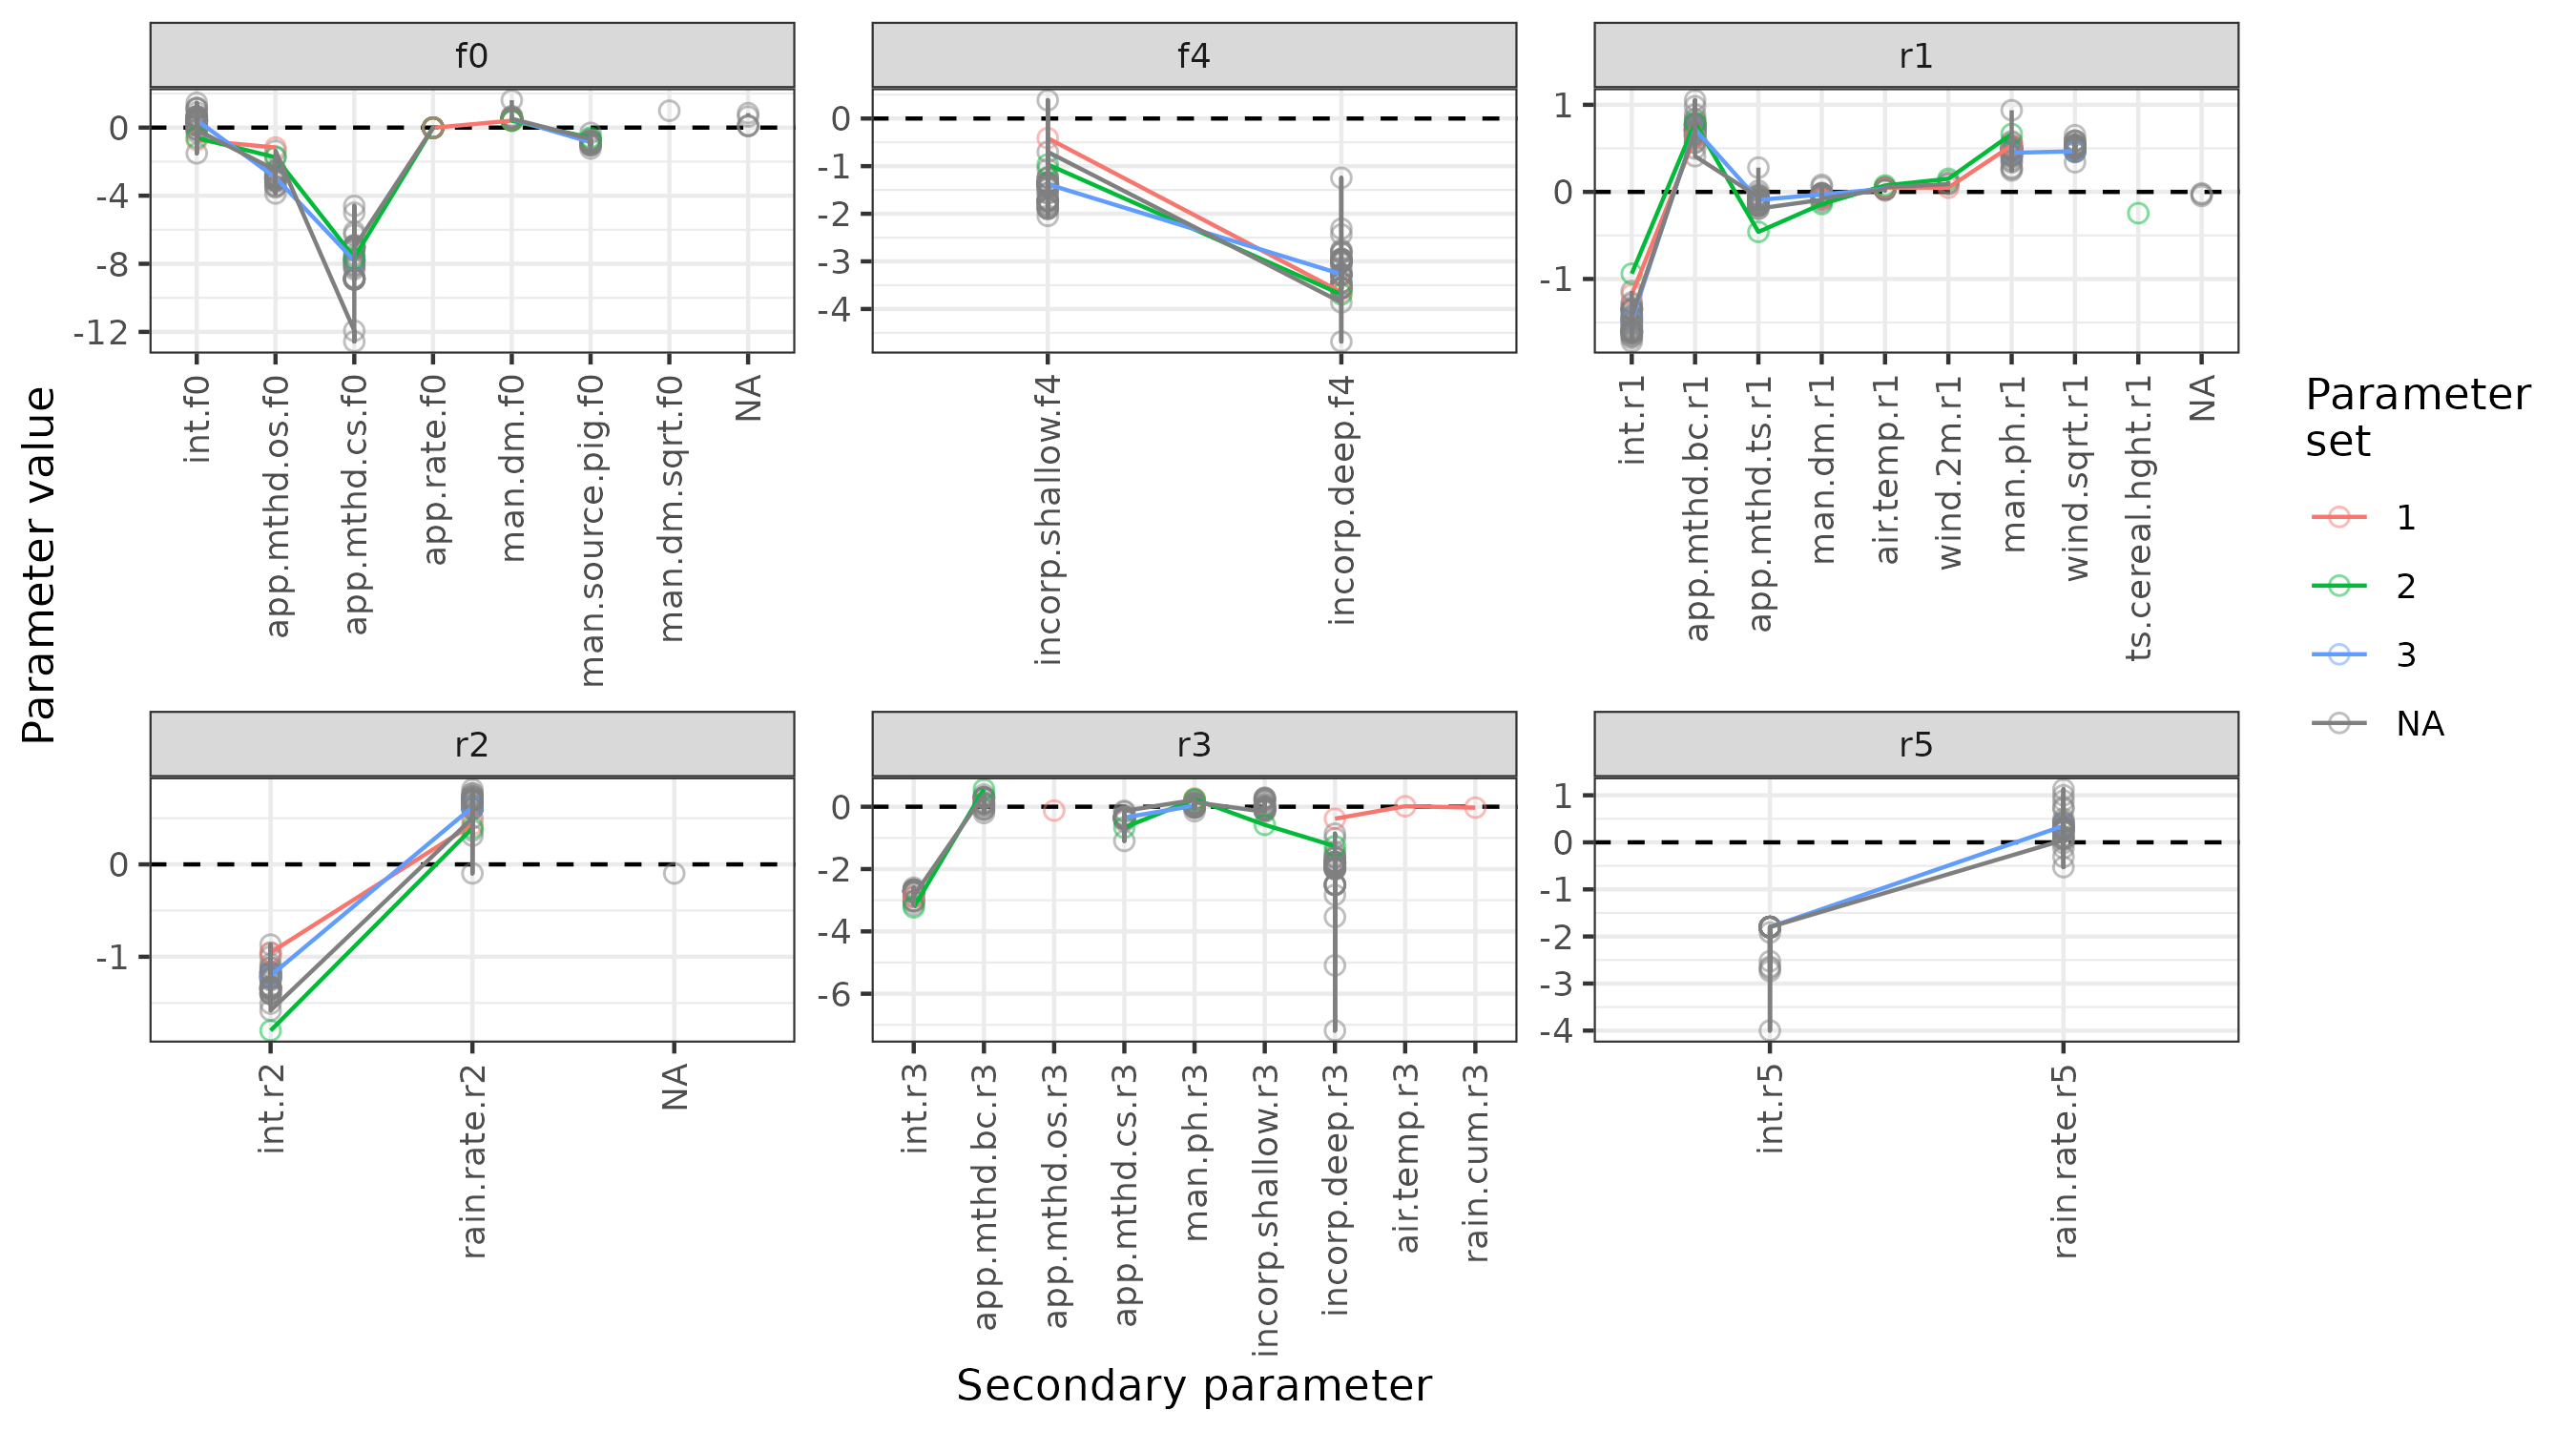 f0
f4
r1
0
-4
-8
-12
0
-1
-2
-3
-4
1
0
-1
int.f0
app.mthd.os.f0
app.mthd.cs.f0
app.rate.f0
man.dm.f0
man.source.pig.f0
man.dm.sqrt.f0
NA
incorp.shallow.f4
incorp.deep.f4
int.r1
app.mthd.bc.r1
app.mthd.ts.r1
man.dm.r1
air.temp.r1
wind.2m.r1
man.ph.r1
wind.sqrt.r1
ts.cereal.hght.r1
NA
Parameter value
r2
r3
r5
0
-1
0
-2
-4
-6
1
0
-1
-2
-3
-4
int.r2
rain.rate.r2
NA
int.r3
app.mthd.bc.r3
app.mthd.os.r3
app.mthd.cs.r3
man.ph.r3
incorp.shallow.r3
incorp.deep.r3
air.temp.r3
rain.cum.r3
int.r5
rain.rate.r5
Secondary parameter
Parameter
set
1
2
3
NA